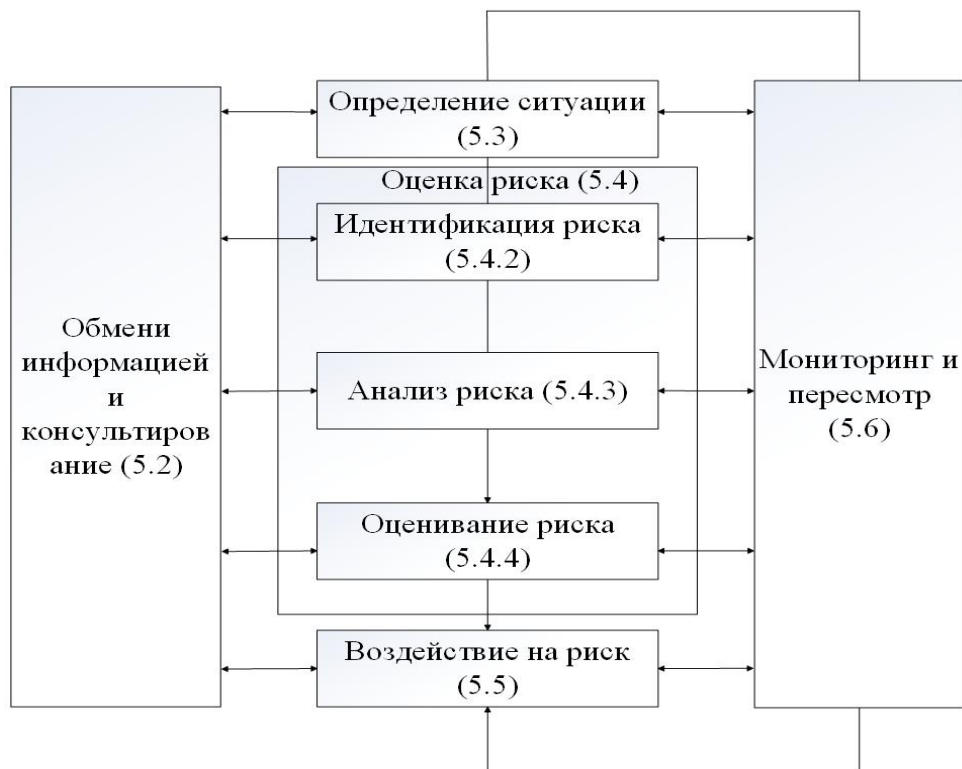 Определение ситуации
(5.3)
Оценка риска (5.4)
Идентификация риска
(5.4.2)
Обмени
информацией
и
консультиров
ание (5.2)
Анализ риска (5.4.3)
Мониторинг и
пересмотр
(5.6)
Оценивание риска
(5.4.4)
Воздействие на риск
(5.5)